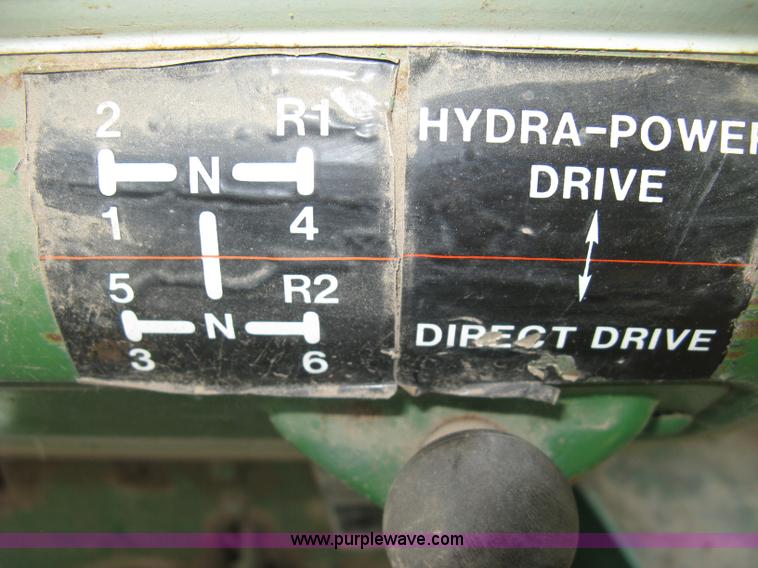 2 R1
N
1 4
5 R2
N
3 6
HYDRA-POWER
DRIVE
DIRECT DRIVE
www.purplewave.com